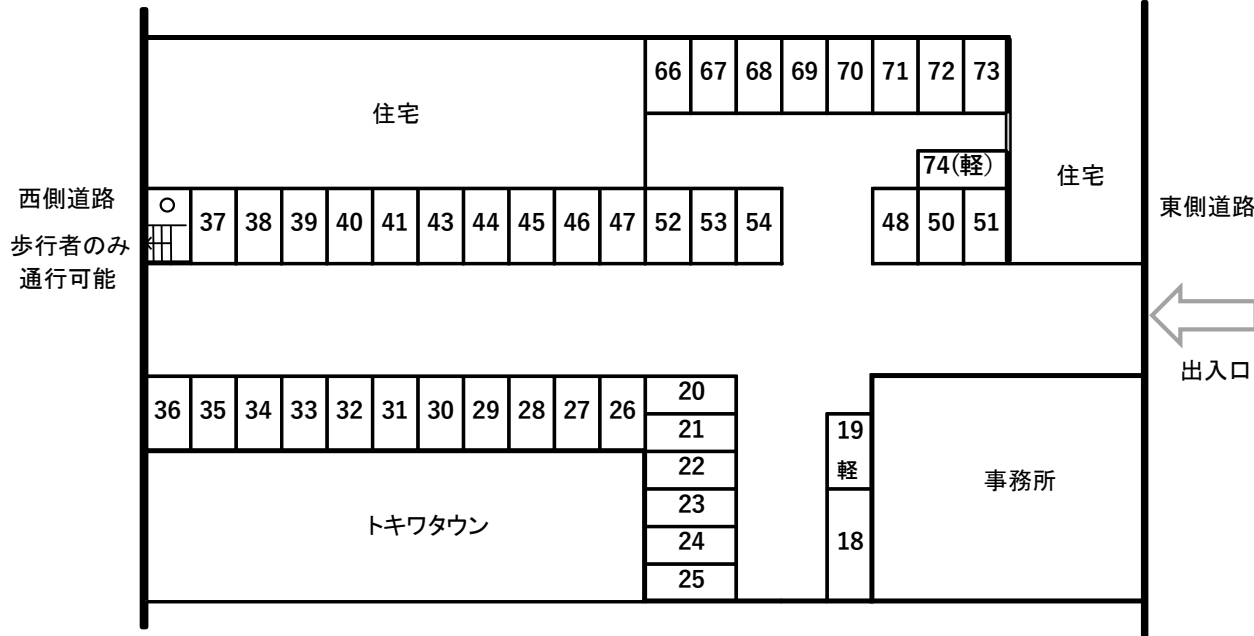 66 67 68 69 70 71 72 73
住宅
74(軽)
住宅
西側道路
歩行者のみ
通行可能
37 38 39 40 41 43 44 45 46 47 52 53 54 48 50 51
東側道路
出入口
36 35 34 33 32 31 30 29 28 27 26
20
21
22
23
24
25
19
軽
18
トキワタウン
事務所